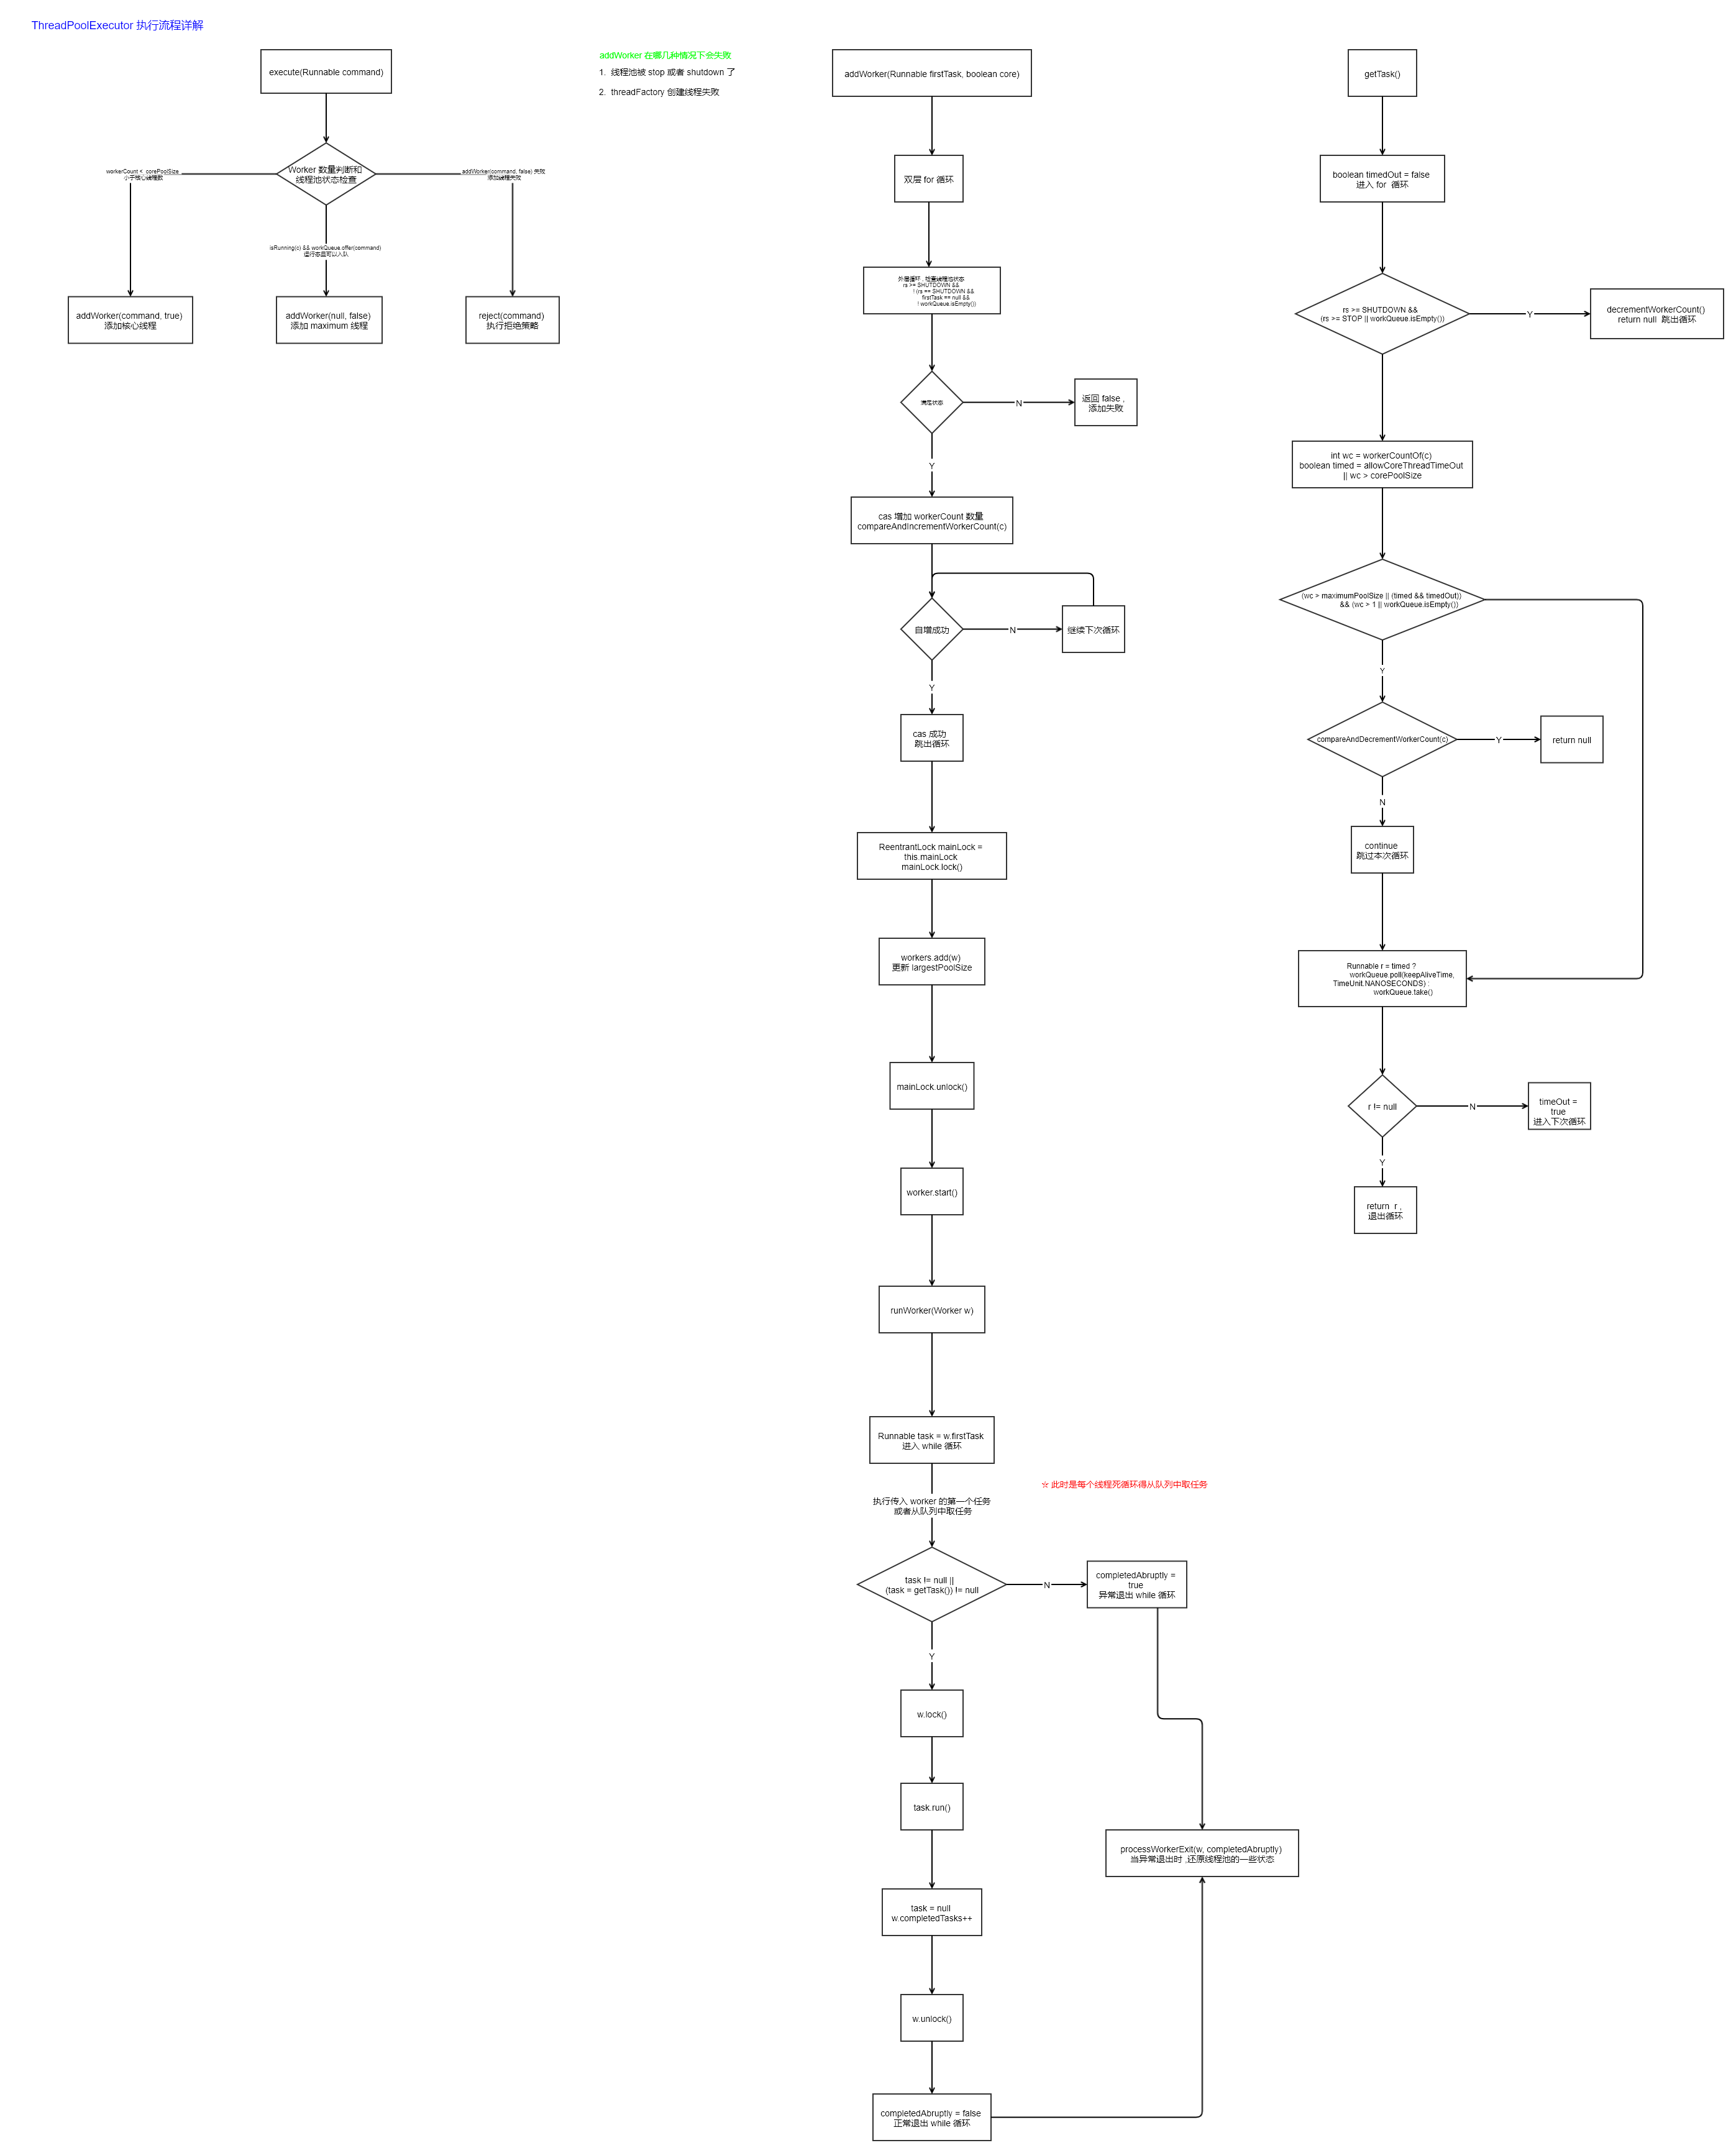 ThreadPoolExecutor 执行流程详解
execute(Runnable command)
Worker 数量判断和
线程池状态检查
workerCount < corePoolSize
小于核心线程数
addWorker(command, false) 失败
添加线程失败
isRunning(c) && workQueue.offer(command)
运行态且可以入队
addWorker(command, true)
添加核心线程
addWorker(null, false)
添加 maximum 线程
reject(command)
执行拒绝策略
addWorker 在哪几种情况下会失败
1. 线程池被 stop 或者 shutdown 了
2. threadFactory 创建线程失败
addWorker(Runnable firstTask, boolean core)
双层 for 循环
外层循环 , 检查线程池状态
rs >= SHUTDOWN &&
! (rs == SHUTDOWN &&
firstTask == null &&
! workQueue.isEmpty())
满足状态
N
返回 false ,
添加失败
Y
cas 增加 workerCount 数量
compareAndIncrementWorkerCount(c)
自增成功
N
继续下次循环
Y
cas 成功
跳出循环
ReentrantLock mainLock =
this.mainLock
mainLock.lock()
workers.add(w)
更新 largestPoolSize
mainLock.unlock()
worker.start()
runWorker(Worker w)
Runnable task = w.firstTask
进入 while 循环
☆ 此时是每个线程死循环得从队列中取任务
执行传入 worker 的第一个任务
或者从队列中取任务
task != null ||
(task = getTask()) != null
N
completedAbruptly =
true
异常退出 while 循环
Y
w.lock()
task.run()
processWorkerExit(w, completedAbruptly)
当异常退出时 ,还原线程池的一些状态
task = null
w.completedTasks++
w.unlock()
completedAbruptly = false
正常退出 while 循环
getTask()
boolean timedOut = false
进入 for 循环
rs >= SHUTDOWN &&
(rs >= STOP || workQueue.isEmpty())
Y
decrementWorkerCount()
return null 跳出循环
int wc = workerCountOf(c)
boolean timed = allowCoreThreadTimeOut
|| wc > corePoolSize
(wc > maximumPoolSize || (timed && timedOut))
&& (wc > 1 || workQueue.isEmpty())
Y
compareAndDecrementWorkerCount(c)
Y
return null
N
continue
跳过本次循环
Runnable r = timed ?
workQueue.poll(keepAliveTime,
TimeUnit.NANOSECONDS) :
workQueue.take()
r != null
N
timeOut =
true
进入下次循环
Y
return r ,
退出循环